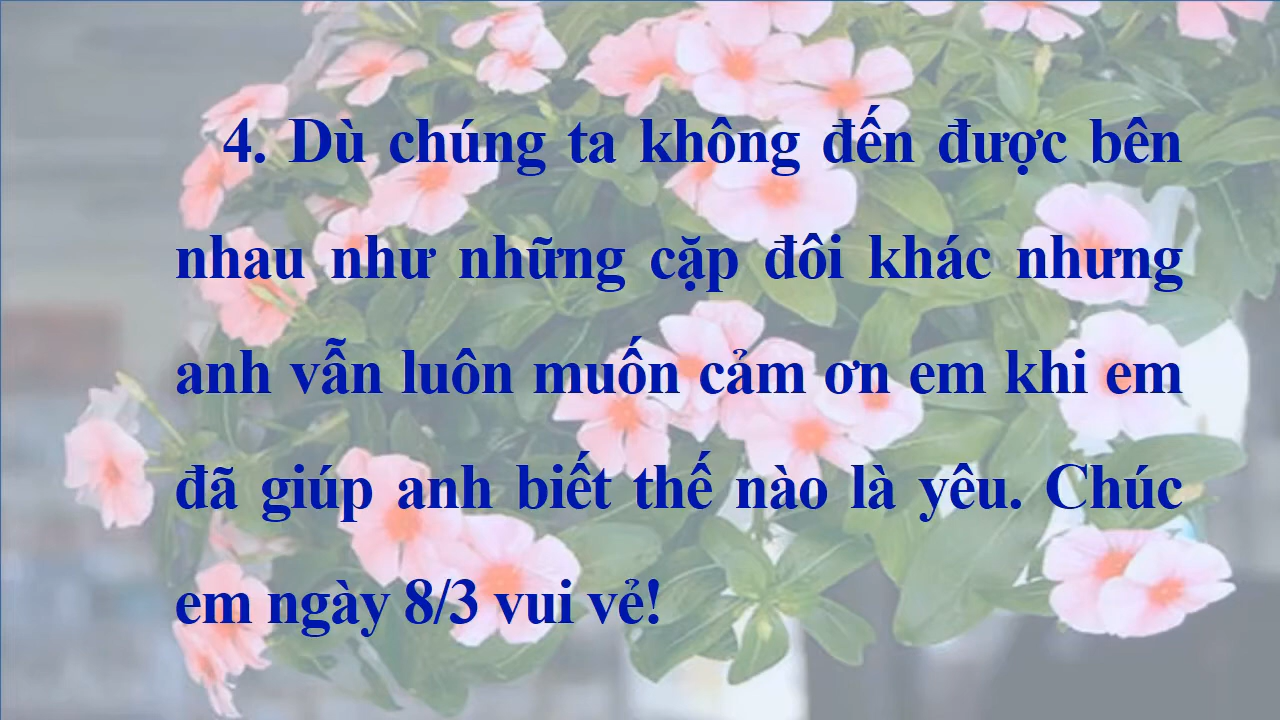 4. Dù chúng ta không đến được bên
nhau như những cặp đôi khác nhưng
anh vẫn luôn muốn cảm ơn em khi em
đã giúp anh biết thế nào là yêu. Chúc
em ngày 8/3 vui vẻ!